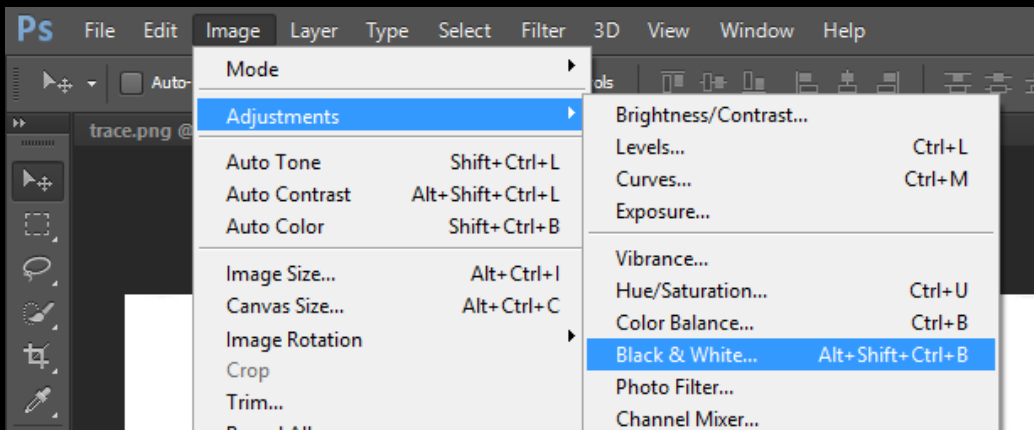 Ps File Edit Image Layer Type Select Filter 3D View Window Help
Auto-
trace.png @
Mode
Adjustments
Auto Tone Shift+Ctrl+L
Auto Contrast Alt+Shift+Ctrl+L
Auto Color Shift+Ctrl+B
Image Size... Alt+Ctrl+I
Canvas Size... Alt+Ctrl+C
Image Rotation
Crop
Trim...
Brightness/Contrast...
Levels... Ctrl+L
Curves... Ctrl+M
Exposure...
Vibrance...
Hue/Saturation... Ctrl+U
Color Balance... Ctrl+B
Black & White... Alt+Shift+Ctrl+B
Photo Filter...
Channel Mixer...